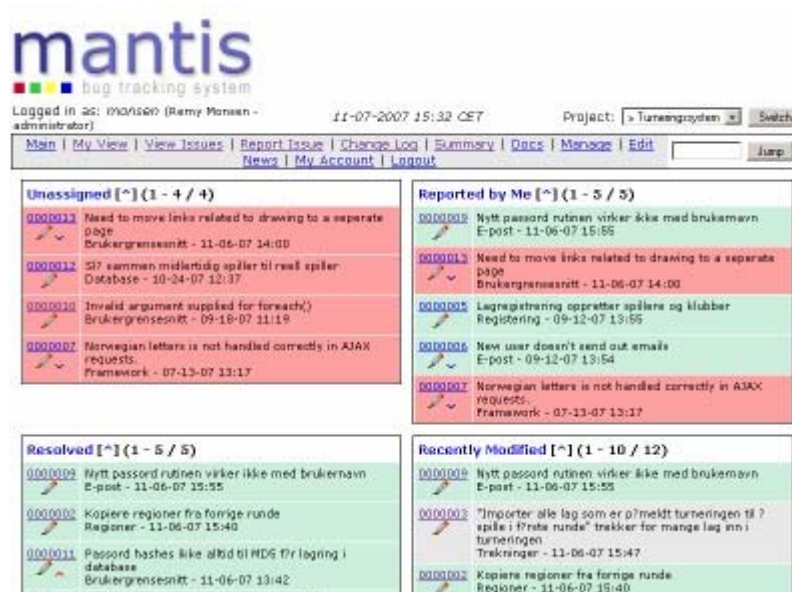 mantis
bug tracking system
Logged in as: monsen (Remy Monsen - administrator)
11-07-2007 15:32 CET
Project: » Turneringsystem Switch
Main | My View | View Issues | Report Issue | Change Log | Summary | Docs | Manage | Edit
News | My Account | Logout
Jump
Unassigned [^] (1 - 4 / 4)
0000013 Need to move links related to drawing to a seperate
page
Brukergrensesnitt - 11-06-07 14:00
0000012 Sl? sammen midlertidig spiller til reell spiller
Database - 10-24-07 12:37
0000010 Invalid argument supplied for foreach()
Brukergrensesnitt - 09-18-07 11:19
0000007 Norwegian letters is not handled correctly in AJAX
requests.
Framework - 07-13-07 13:17
Reported by Me [^] (1 - 5 / 5)
0000009 Nytt passord rutinen virker ikke med brukernavn
E-post - 11-06-07 15:55
0000013 Need to move links related to drawing to a seperate
page
Brukergrensesnitt - 11-06-07 14:00
0000005 Lagregistrering oppretter spillere og klubber
Registering - 09-12-07 13:55
0000006 New user doesn't send out emails
E-post - 09-12-07 13:54
0000007 Norwegian letters is not handled correctly in AJAX
requests.
Framework - 07-13-07 13:17
Resolved [^] (1 - 5 / 5)
0000009 Nytt passord rutinen virker ikke med brukernavn
E-post - 11-06-07 15:55
0000002 Kopiere regioner fra forrige runde
Regioner - 11-06-07 15:40
0000011 Passord hashes ikke alltid til MD5 f?r lagring i
database
Brukergrensesnitt - 11-06-07 13:42
Recently Modified [^] (1 - 10 / 12)
0000009 Nytt passord rutinen virker ikke med brukernavn
E-post - 11-06-07 15:55
0000003 "Importer alle lag som er p?meldt turneringen til ?
spille i f?rste runde" trekker for mange lag inn i
turneringen
Trekninger - 11-06-07 15:47
0000002 Kopiere regioner fra forrige runde
Regioner - 11-06-07 15:40